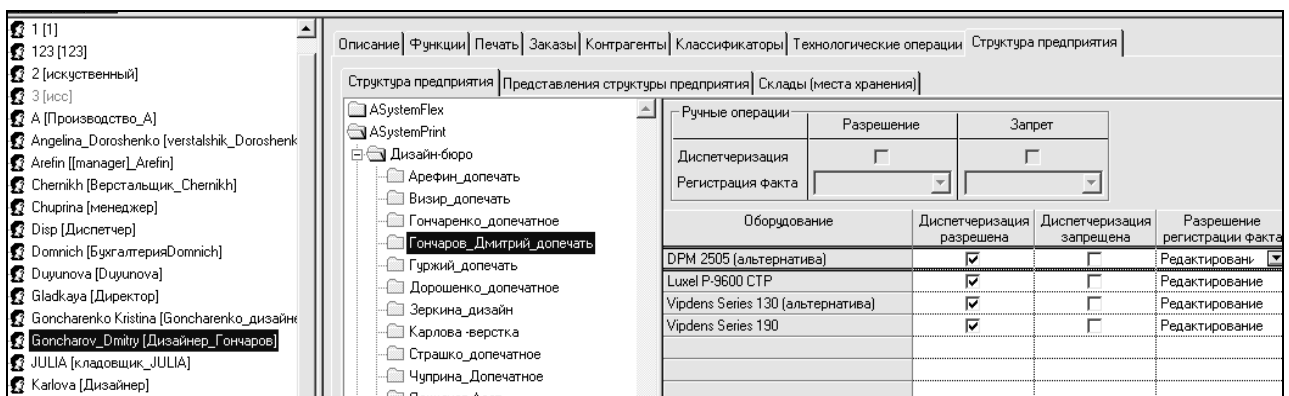 1 [1]
123 [123]
2 [искуственный]
3 [исс]
A [Производство_А]
Angelina_Doroshenko [verstalshik_Doroshenk
Arefin [[manager]_Arefin]
Chernikh [Верстальщик_Chernikh]
Chuprina [менеджер]
Disp [Диспетчер]
Domnich [БухгалтерияDomnich]
Duyunova [Duyunova]
Gladkaya [Директор]
Goncharenko Kristina [Goncharenko_дизайне
Goncharov_Dmitry [Дизайнер_Гончаров]
JULIA [кладовщик_JULIA]
Karlova [Дизайнер]
Описание Функции Печать Заказы Контрагенты Классификаторы Технологические операции Структура предприятия
Структура предприятия Представления структуры предприятия Склады (места хранения)
ASystemFlex
ASystemPrint
Дизайн-бюро
Арефин_допечать
Визир_допечать
Гончаренко_допечатное
Гончаров_Дмитрий_допечать
Гуржий_допечать
Дорошенко_допечатное
Зеркина_дизайн
Карлова -верстка
Страшко_допечатное
Чуприна_Допечатное
Ручные операции
Разрешение Запрет
Диспетчеризация
Регистрация факта
Оборудование Диспетчеризация разрешена Диспетчеризация запрещена Разрешение регистрации факта
DPM 2505 (альтернатива) Редактировани
Luxel P-9600 CTP Редактирование
Vipdens Series 130 (альтернатива) Редактирование
Vipdens Series 190 Редактирование